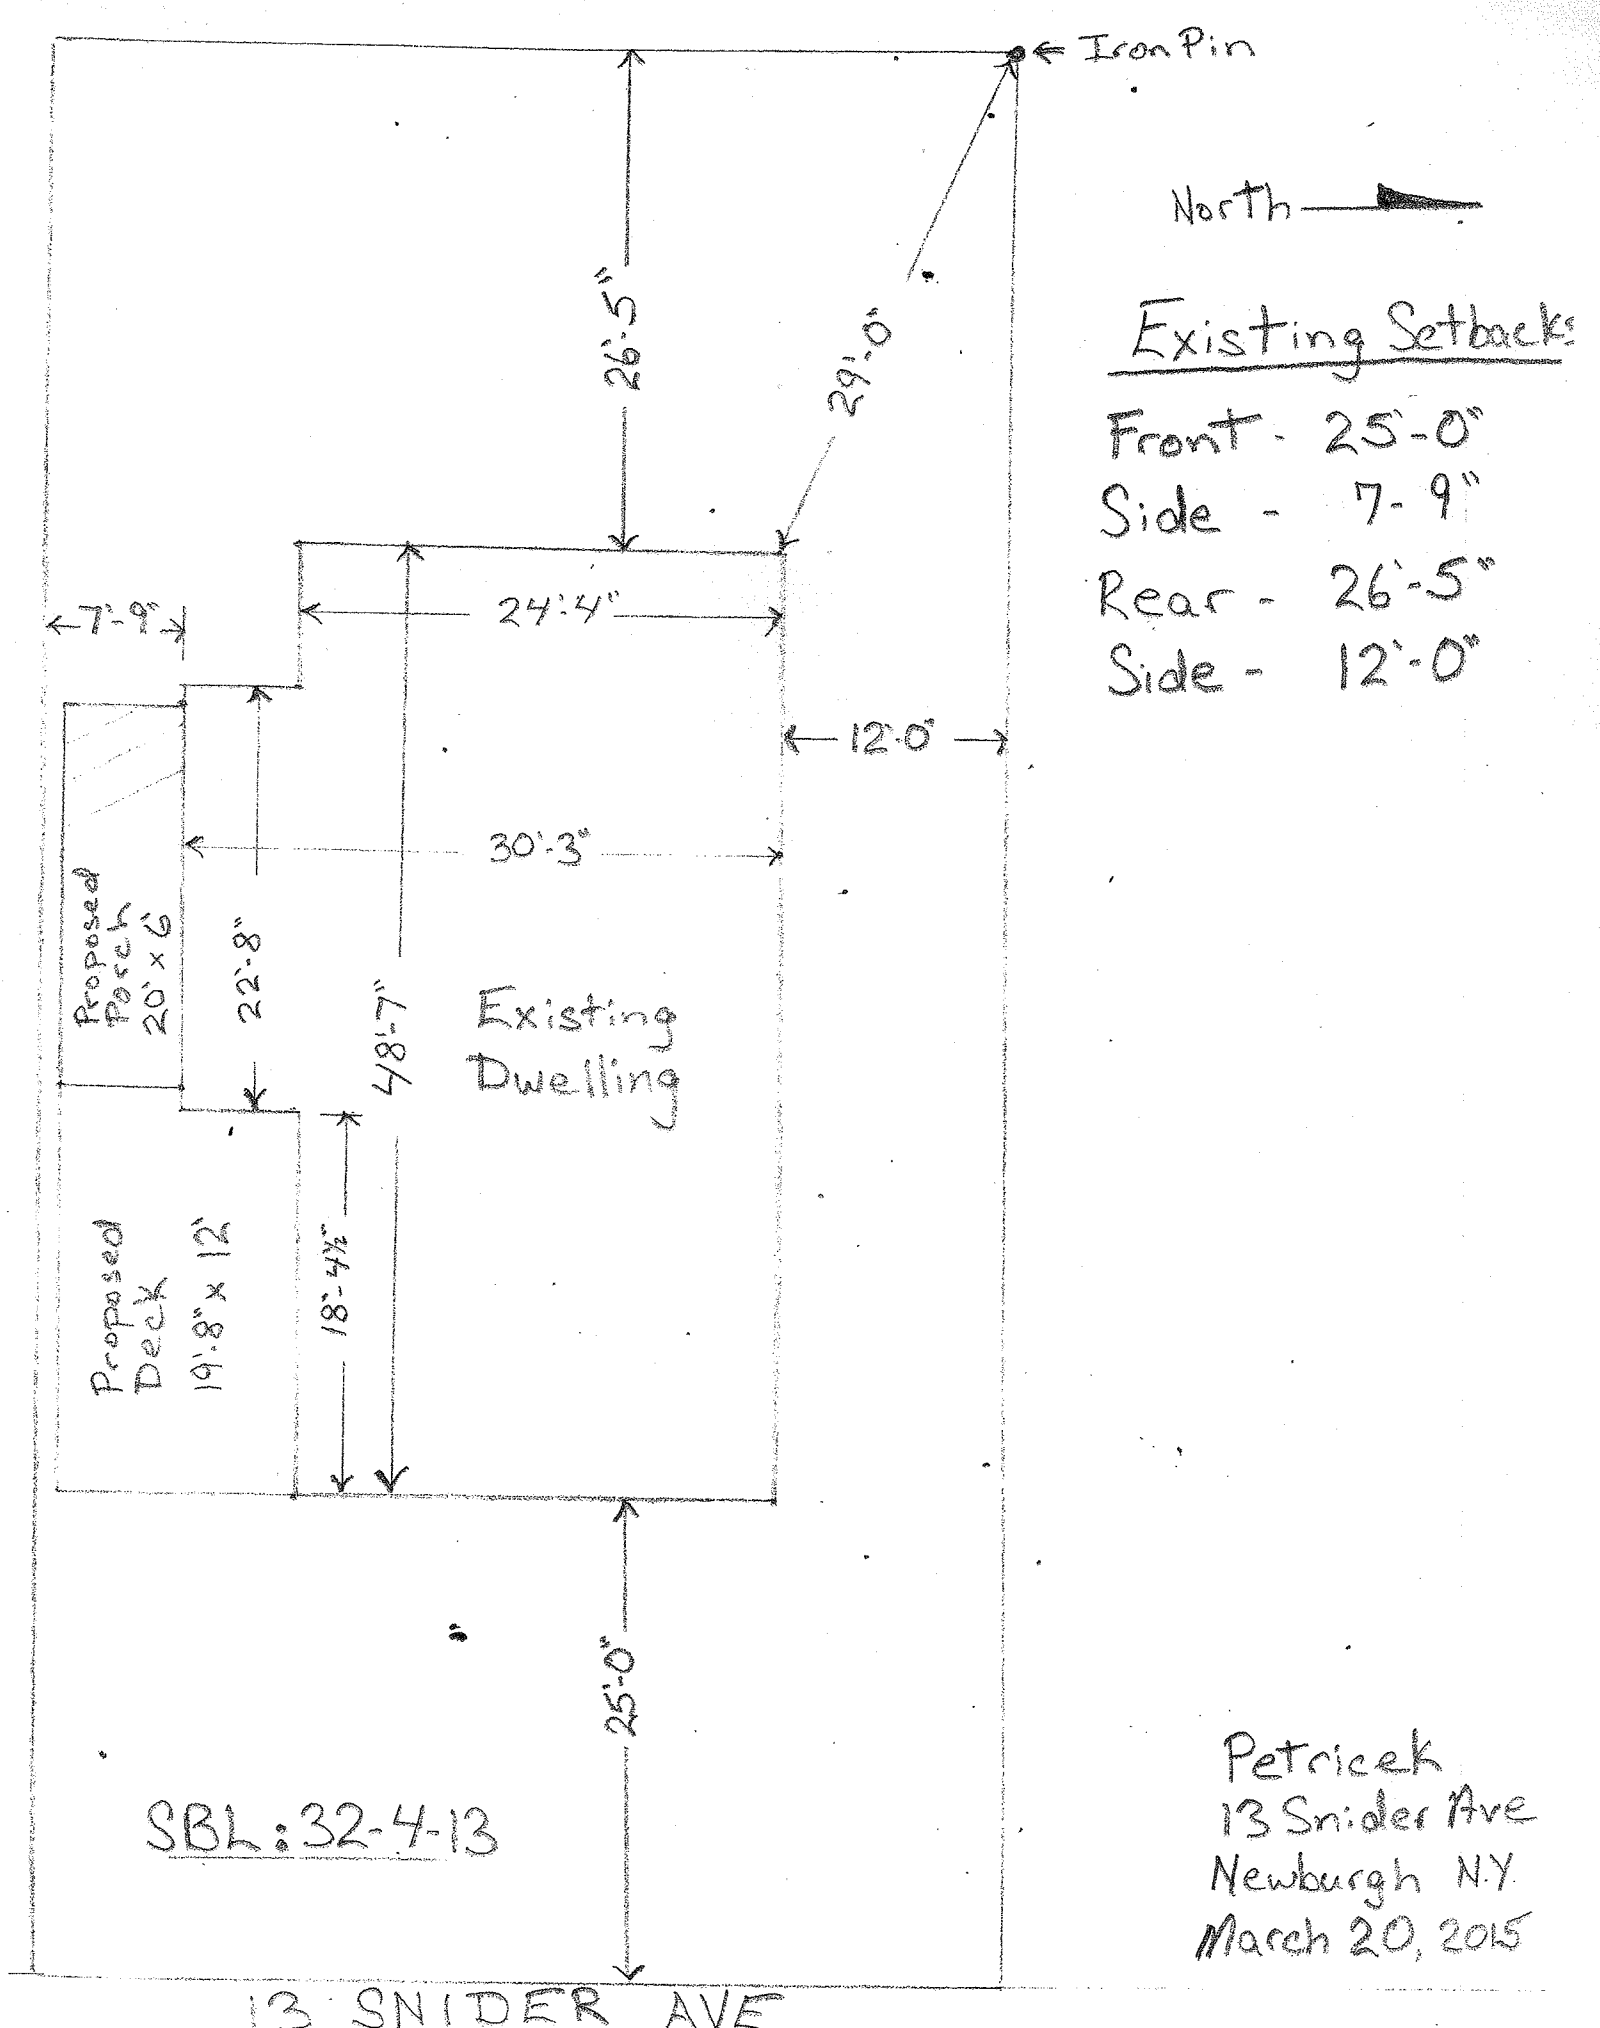 Iron Pin
North
Existing Setbacks
Front - 25'-0"
Side - 7-9"
Rear - 26'-5"
Side - 12'-0"
26'-5"
29'-0"
7'-9"
24'-4"
12'-0"
30'-3"
Proposed
Porch
20' x 6'
22'-8"
48'-7"
Existing
Dwelling
Proposed
Deck
19'-8" x 12'
18'-4½"
25'-0"
SBL: 32-4-13
Petricek
13 Snider Ave
Newburgh N.Y.
March 20, 2015
13 SNIDER AVE